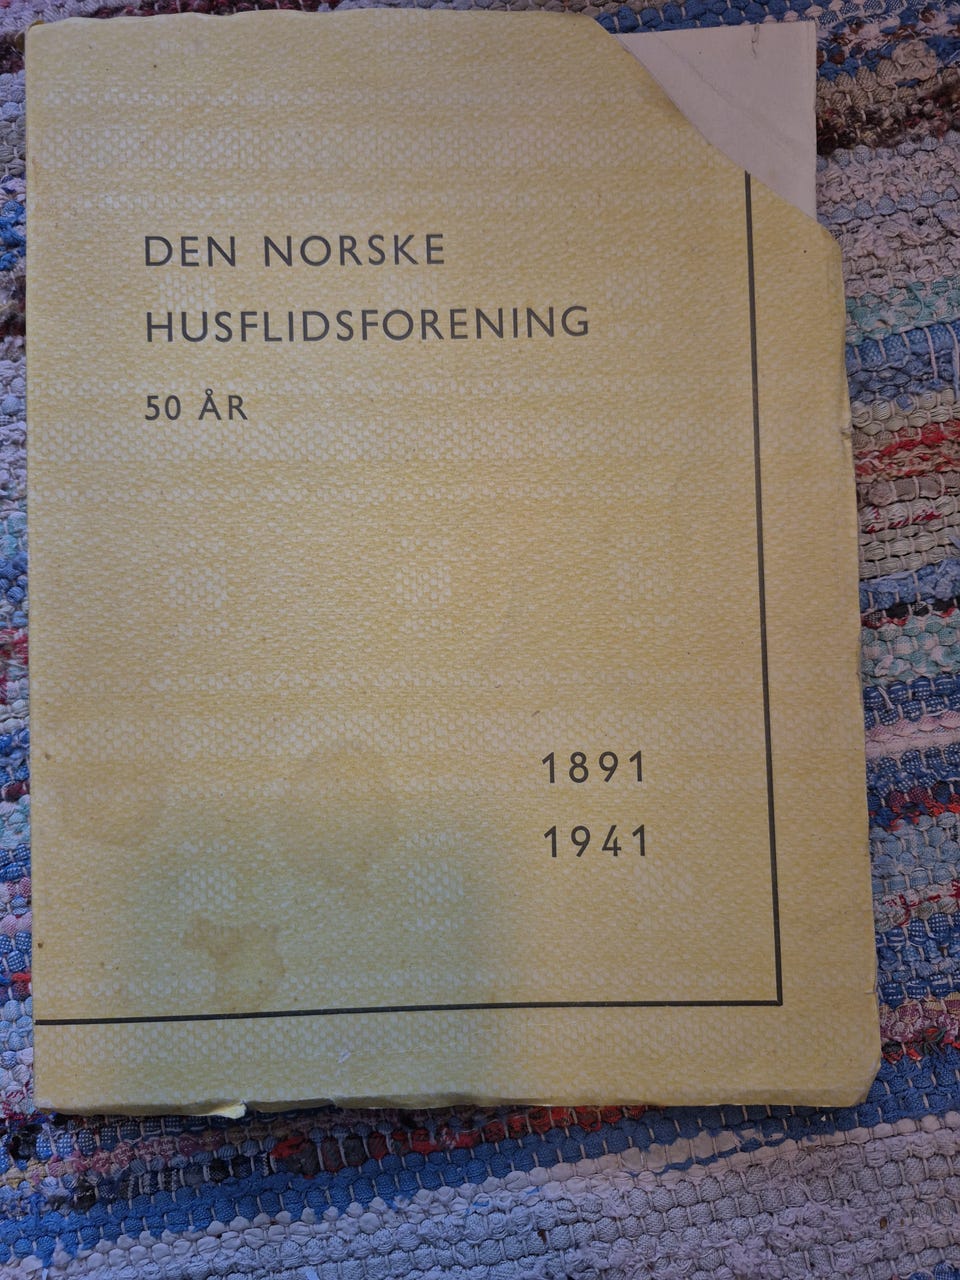 DEN NORSKE
HUSFLIDSFORENING
50 ÅR
1891
1941